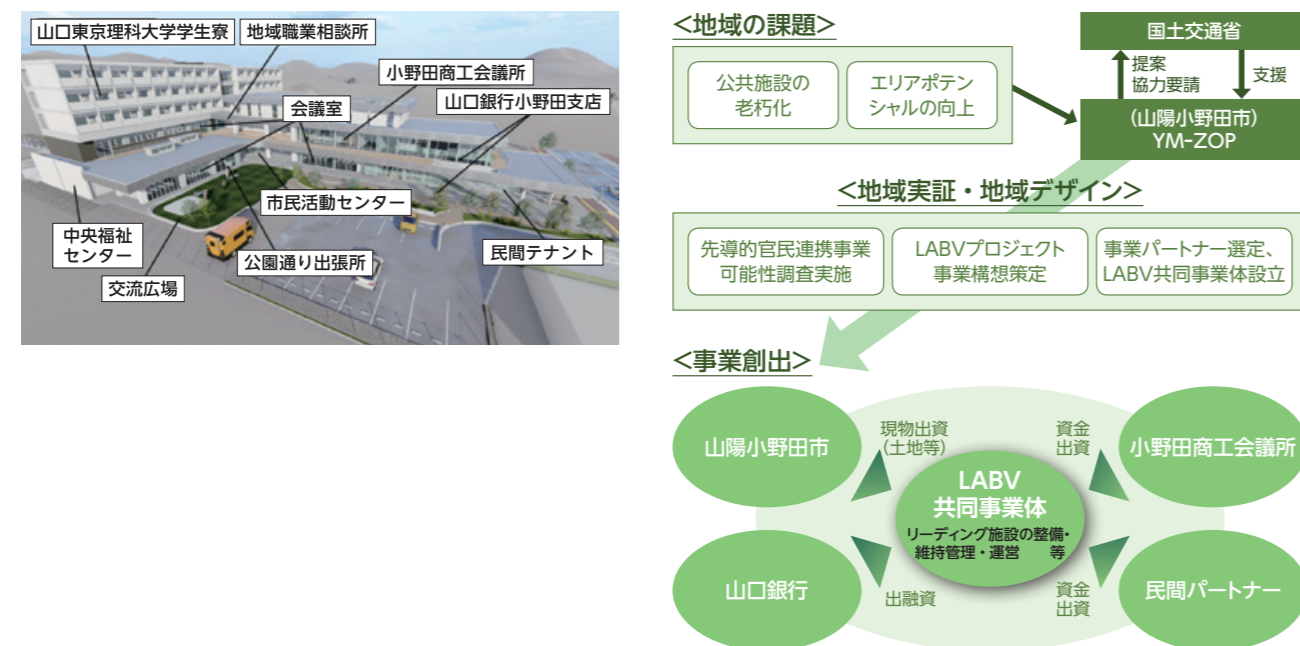 山口東京理科大学学生寮
地域職業相談所
小野田商工会議所
山口銀行小野田支店
会議室
市民活動センター
中央福祉
センター
公園通り出張所
民間テナント
交流広場
<地域の課題>
公共施設の
老朽化
エリアポテン
シャルの向上
国土交通省
提案
協力要請
支援
(山陽小野田市)
YM-ZOP
<地域実証・地域デザイン>
先導的官民連携事業
可能性調査実施
LABVプロジェクト
事業構想策定
事業パートナー選定、
LABV共同事業体設立
<事業創出>
山陽小野田市
現物出資
(土地等)
資金
出資
小野田商工会議所
LABV
共同事業体
リーディング施設の整備・
維持管理・運営 等
山口銀行
出融資
資金
出資
民間パートナー